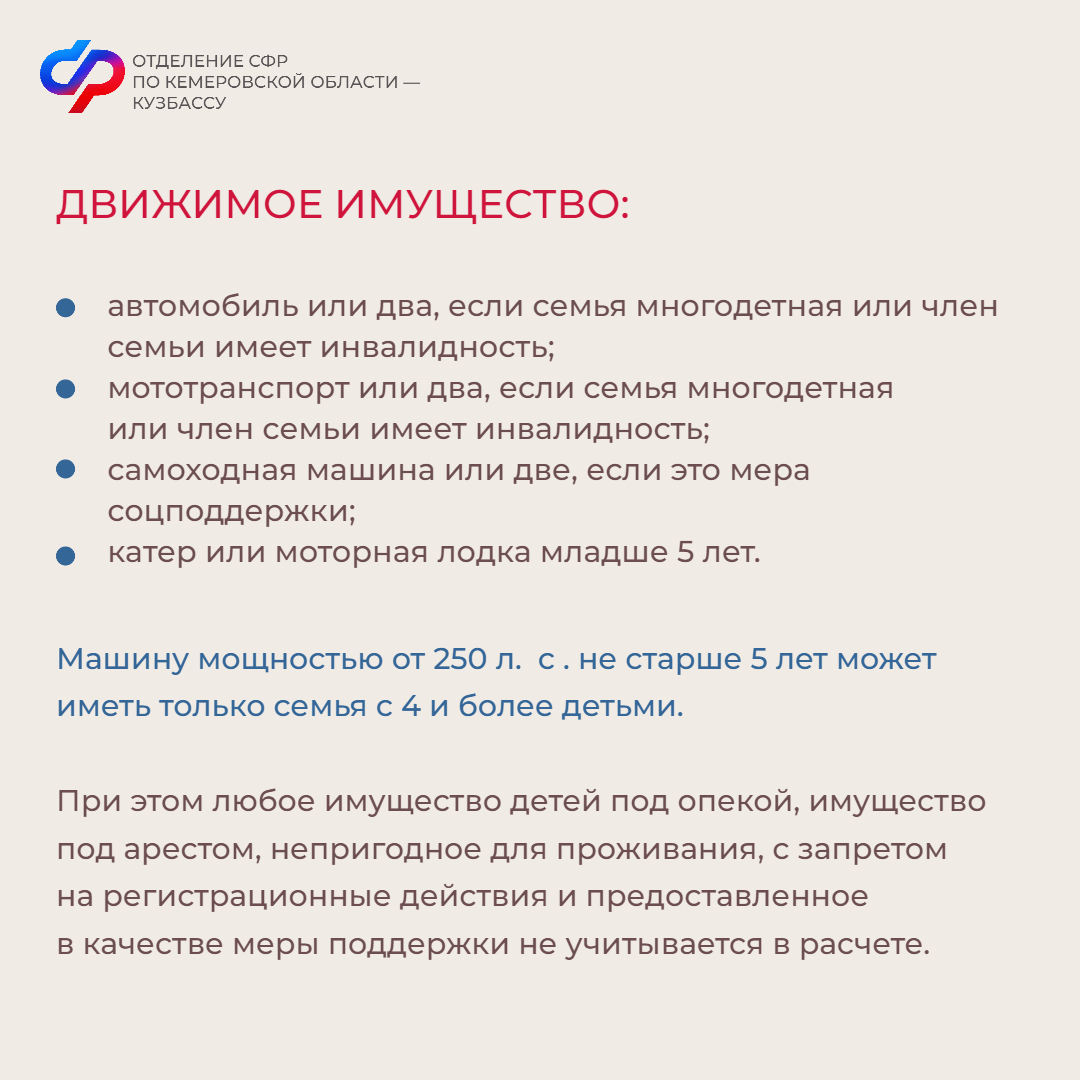 ОТДЕЛЕНИЕ СФР
ПО КЕМЕРОВСКОЙ ОБЛАСТИ —
КУЗБАССУ
ДВИЖИМОЕ ИМУЩЕСТВО:
автомобиль или два, если семья многодетная или член
семьи имеет инвалидность;
мототранспорт или два, если семья многодетная
или член семьи имеет инвалидность;
самоходная машина или две, если это мера
соцподдержки;
катер или моторная лодка младше 5 лет.
Машину мощностью от 250 л.  с . не старше 5 лет может
иметь только семья с 4 и более детьми.
При этом любое имущество детей под опекой, имущество
под арестом, непригодное для проживания, с запретом
на регистрационные действия и предоставленное
в качестве меры поддержки не учитывается в расчете.